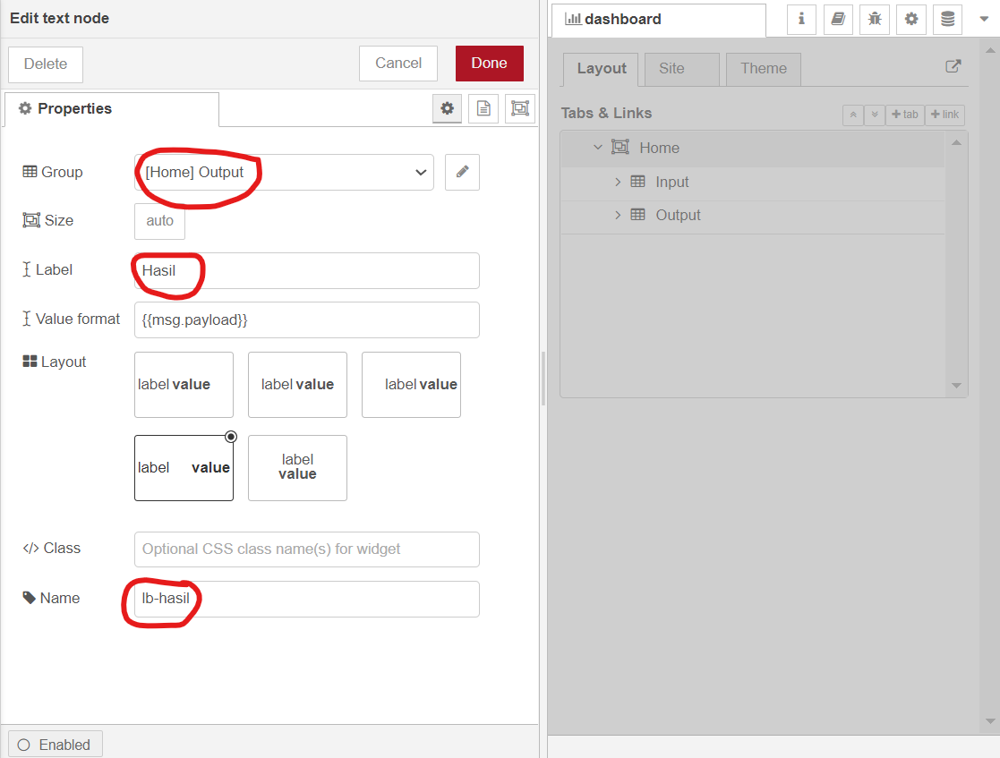 Edit text node
Delete
Cancel
Done
Properties
Group
[Home] Output
Size
auto
Label
Hasil
Value format
{{msg.payload}}
Layout
label value
label value
label value
label value
label
value
Class
Optional CSS class name(s) for widget
Name
lb-hasil
Enabled
dashboard
Layout
Site
Theme
Tabs & Links
tab
link
Home
Input
Output